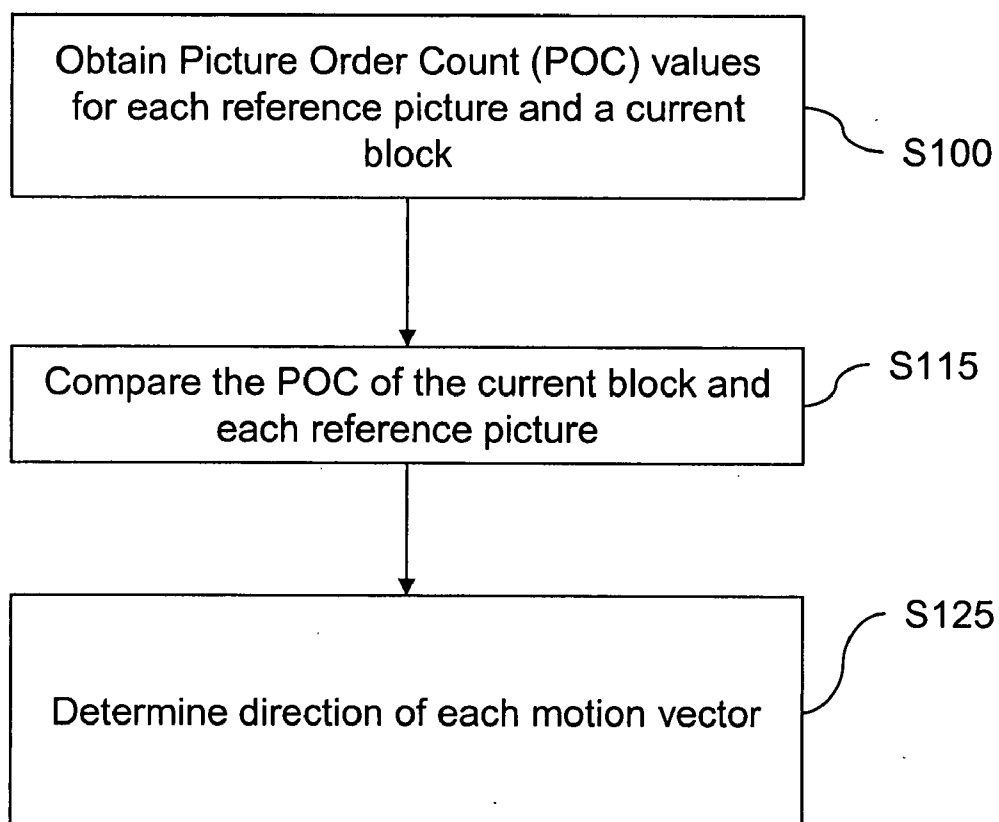 Obtain Picture Order Count (POC) values
for each reference picture and a current
block
S100
Compare the POC of the current block and
each reference picture
S115
Determine direction of each motion vector
S125